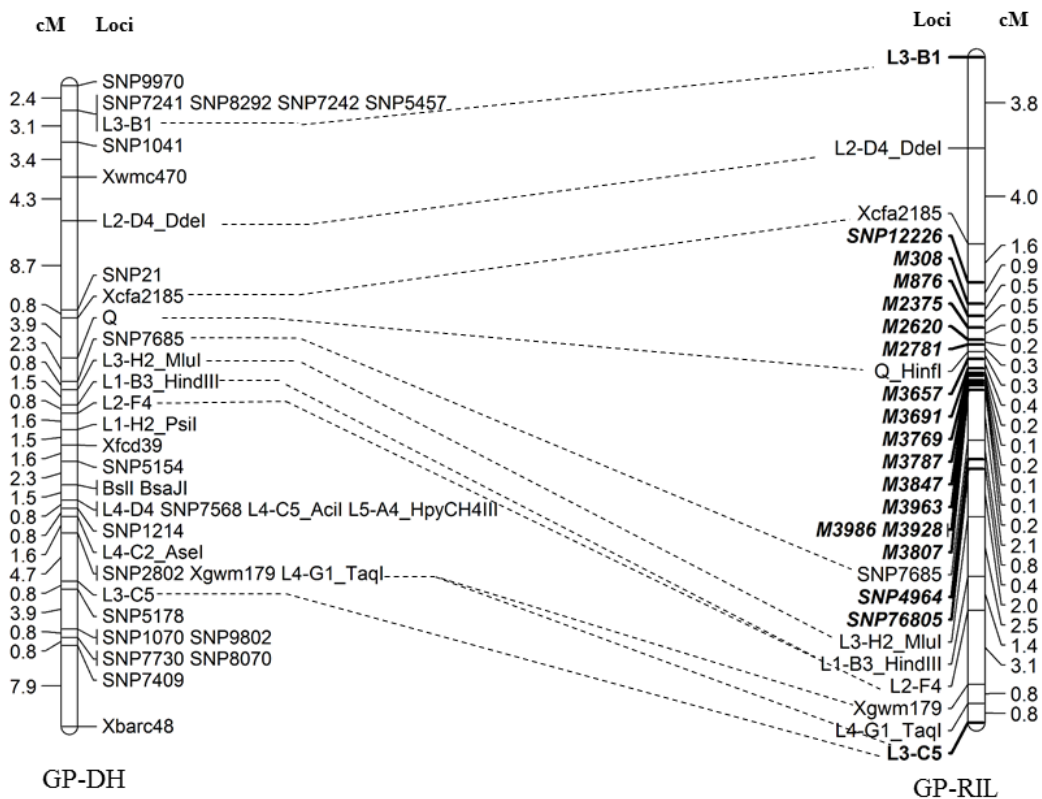 cM Loci
SNP9970
2.4
SNP7241 SNP8292 SNP7242 SNP5457
3.1
L3-B1
SNP1041
3.4
Xwmc470
4.3
L2-D4_DdeI
8.7
SNP21
0.8
Xcfa2185
3.9
Q
2.3
SNP7685
0.8
L3-H2_MluI
1.5
L1-B3_HindIII
0.8
L2-F4
1.6
L1-H2_PsiI
1.5
Xfcd39
1.6
SNP5154
2.3
BslI BsaJI
1.5
L4-D4 SNP7568 L4-C5_AciI L5-A4_HpyCH4III
0.8
SNP1214
0.8
L4-C2_AseI
1.6
SNP2802 Xgwm179 L4-G1_TaqI
4.7
L3-C5
0.8
SNP5178
3.9
SNP1070 SNP9802
0.8
SNP7730 SNP8070
0.8
SNP7409
7.9
Xbarc48
GP-DH
Loci cM
L3-B1
3.8
L2-D4_DdeI
4.0
Xcfa2185
SNP12226
1.6
M308
0.9
M876
0.5
M2375
0.5
M2620
0.5
M2781
0.2
Q_HinfI
0.3
M3657
0.3
M3691
0.4
M3769
0.2
M3787
0.1
M3847
0.2
M3963
0.1
M3986 M3928
0.1
M3807
0.2
SNP7685
2.1
SNP4964
0.8
SNP76805
0.4
L3-H2_MluI
2.0
L1-B3_HindIII
2.5
L2-F4
1.4
Xgwm179
3.1
L4-G1_TaqI
0.8
L3-C5
0.8
GP-RIL